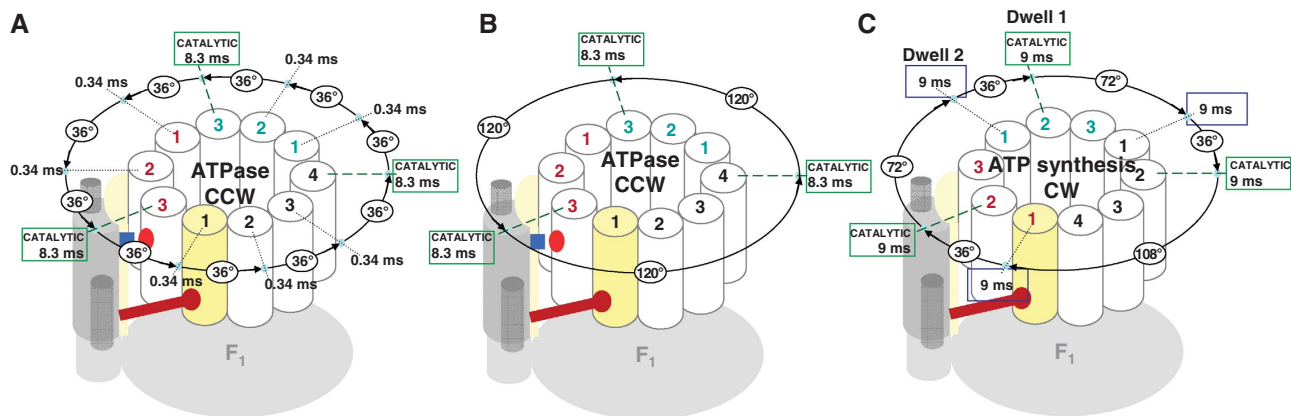 A
CATALYTIC
8.3 ms
0.34 ms
0.34 ms
36°
36°
36°
36°
0.34 ms
36°
36°
3
2
1
1
0.34 ms
2
ATPase
CCW
4
CATALYTIC
8.3 ms
3
3
36°
36°
1
2
CATALYTIC
8.3 ms
36°
36°
36°
0.34 ms
0.34 ms
0.34 ms
F1
B
CATALYTIC
8.3 ms
120°
120°
3
2
1
1
2
ATPase
CCW
4
CATALYTIC
8.3 ms
3
3
1
2
CATALYTIC
8.3 ms
120°
F1
C
Dwell 1
CATALYTIC
9 ms
Dwell 2
9 ms
36°
72°
9 ms
36°
72°
2
3
1
1
3
ATP synthesis
CW
2
CATALYTIC
9 ms
2
3
1
4
CATALYTIC
9 ms
36°
108°
9 ms
F1